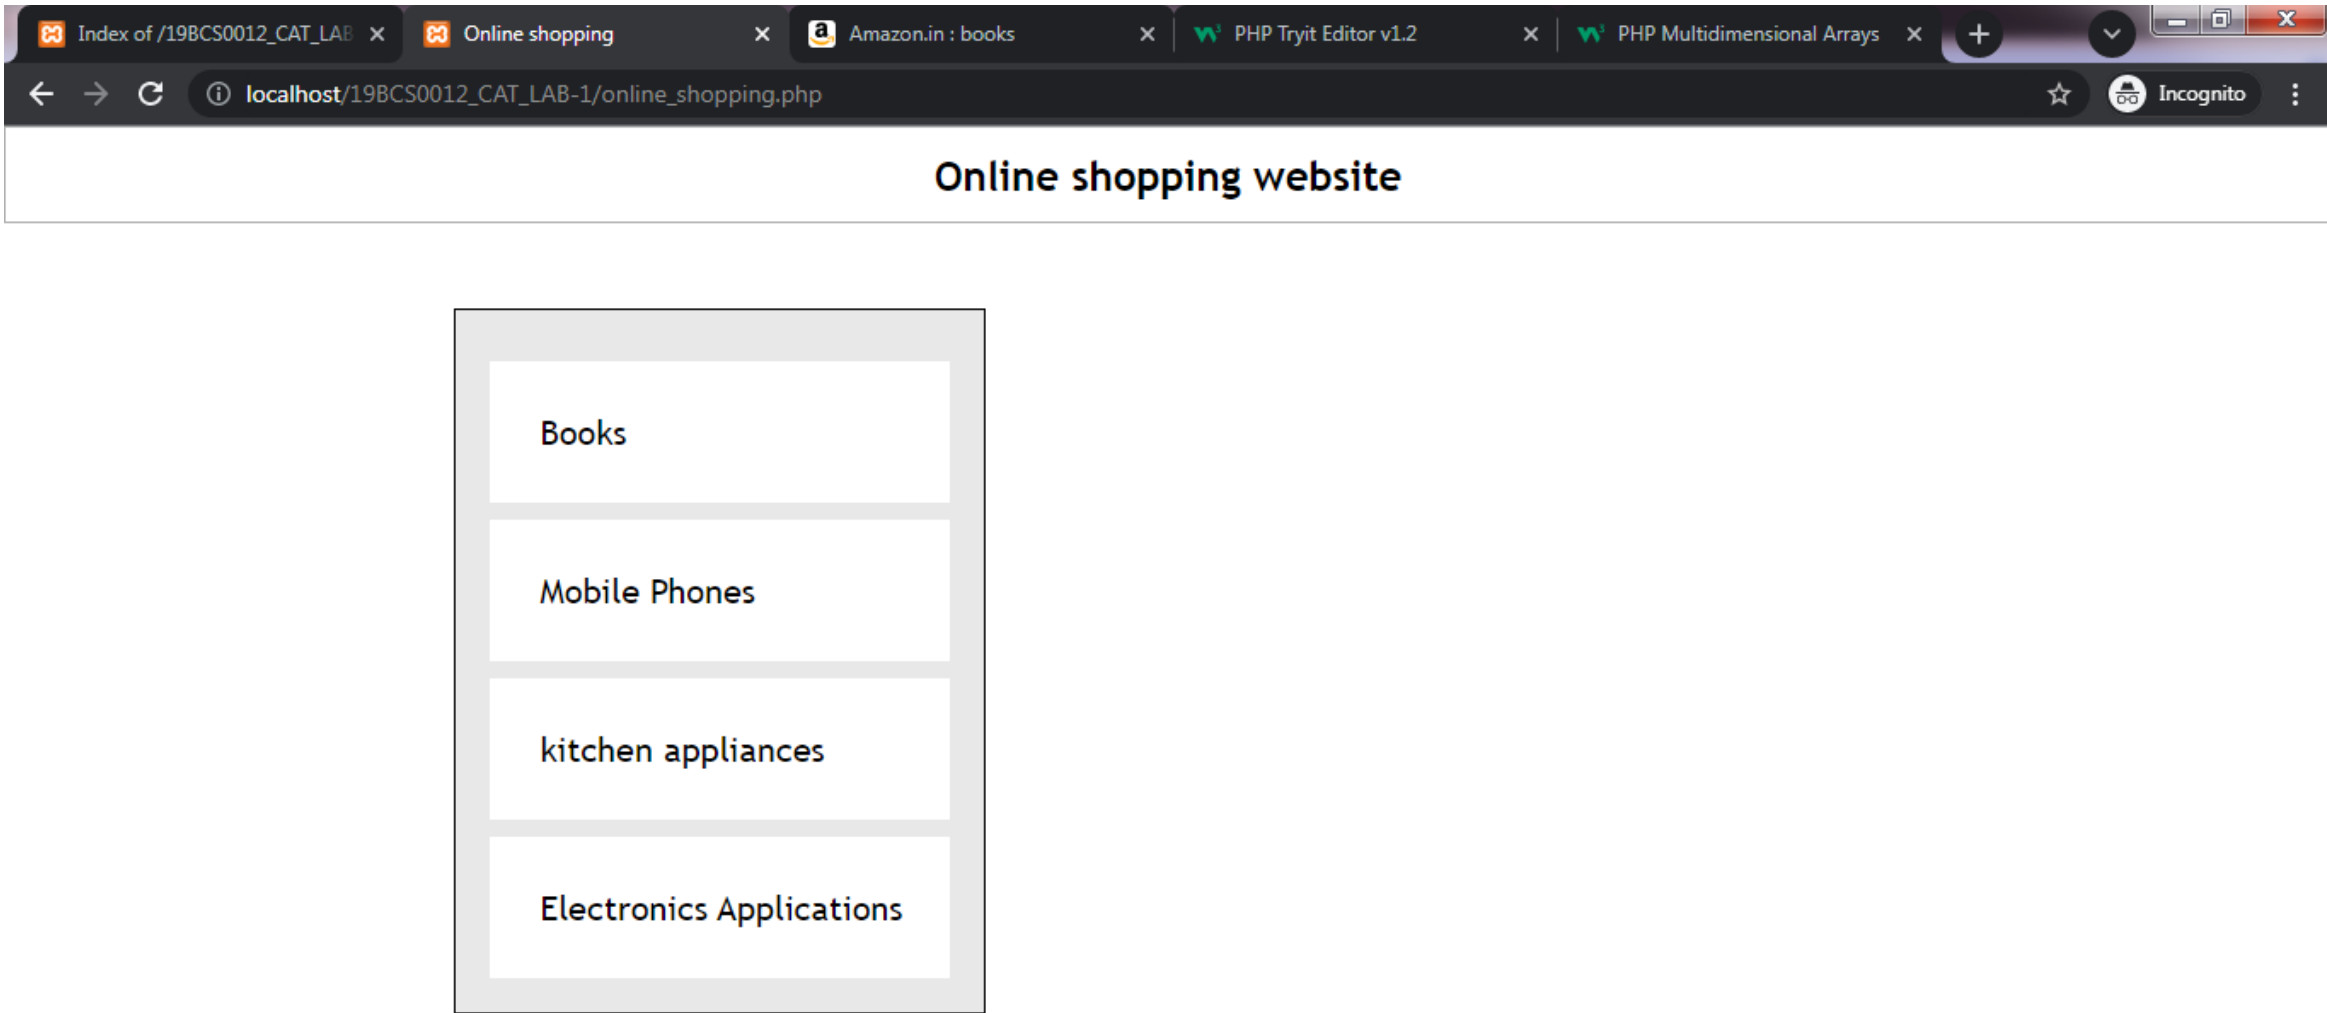 Index of /19BCS0012_CAT_LAB
Online shopping
Amazon.in : books
PHP Tryit Editor v1.2
PHP Multidimensional Arrays
localhost/19BCS0012_CAT_LAB-1/online_shopping.php
Incognito
Online shopping website
Books
Mobile Phones
kitchen appliances
Electronics Applications